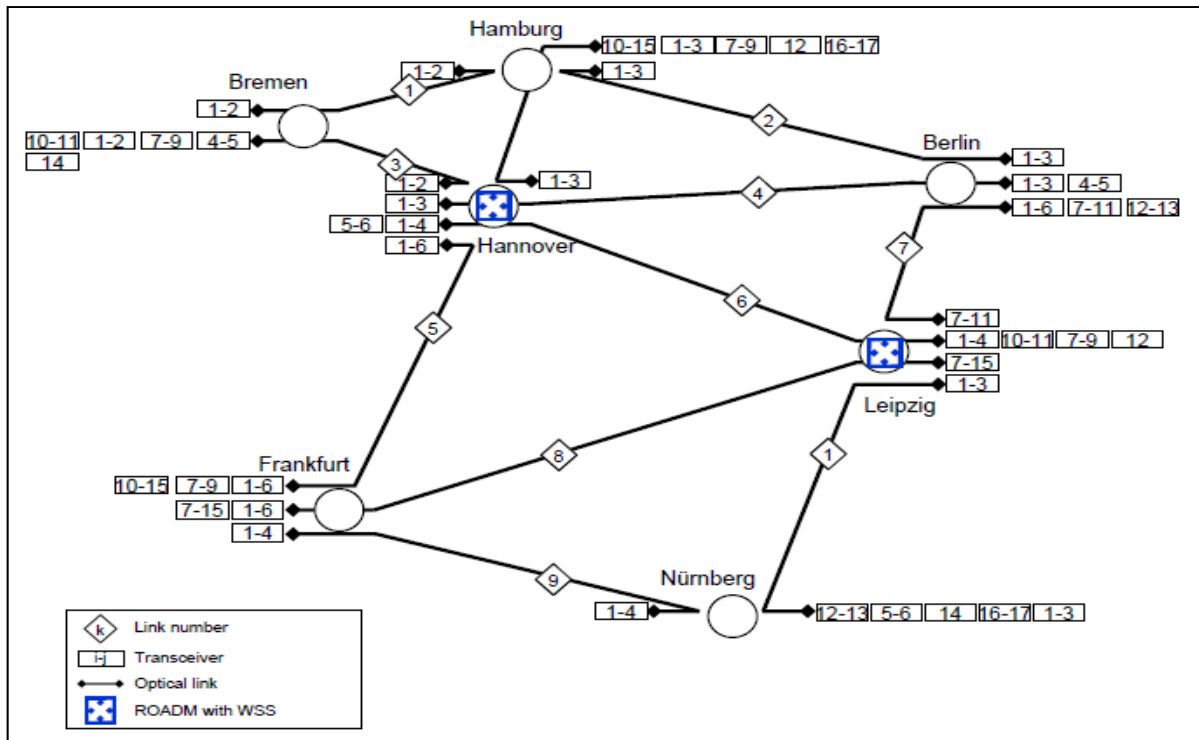 Hamburg
10-15 1-3 7-9 12 16-17
1-2
1-3
Bremen
1
1-2
2
10-11 1-2 7-9 4-5
14
3
Berlin
1-3
1-2
1-3
4
1-3 4-5
1-3
1-6 7-11 12-13
5-6 1-4
Hannover
1-6
7
6
5
7-11
1-4 10-11 7-9 12
7-15
1-3
Leipzig
8
1
Frankfurt
10-15 7-9 1-6
7-15 1-6
1-4
9
Nürnberg
1-4
12-13 5-6 14 16-17 1-3
k Link number
i-j Transceiver
Optical link
ROADM with WSS